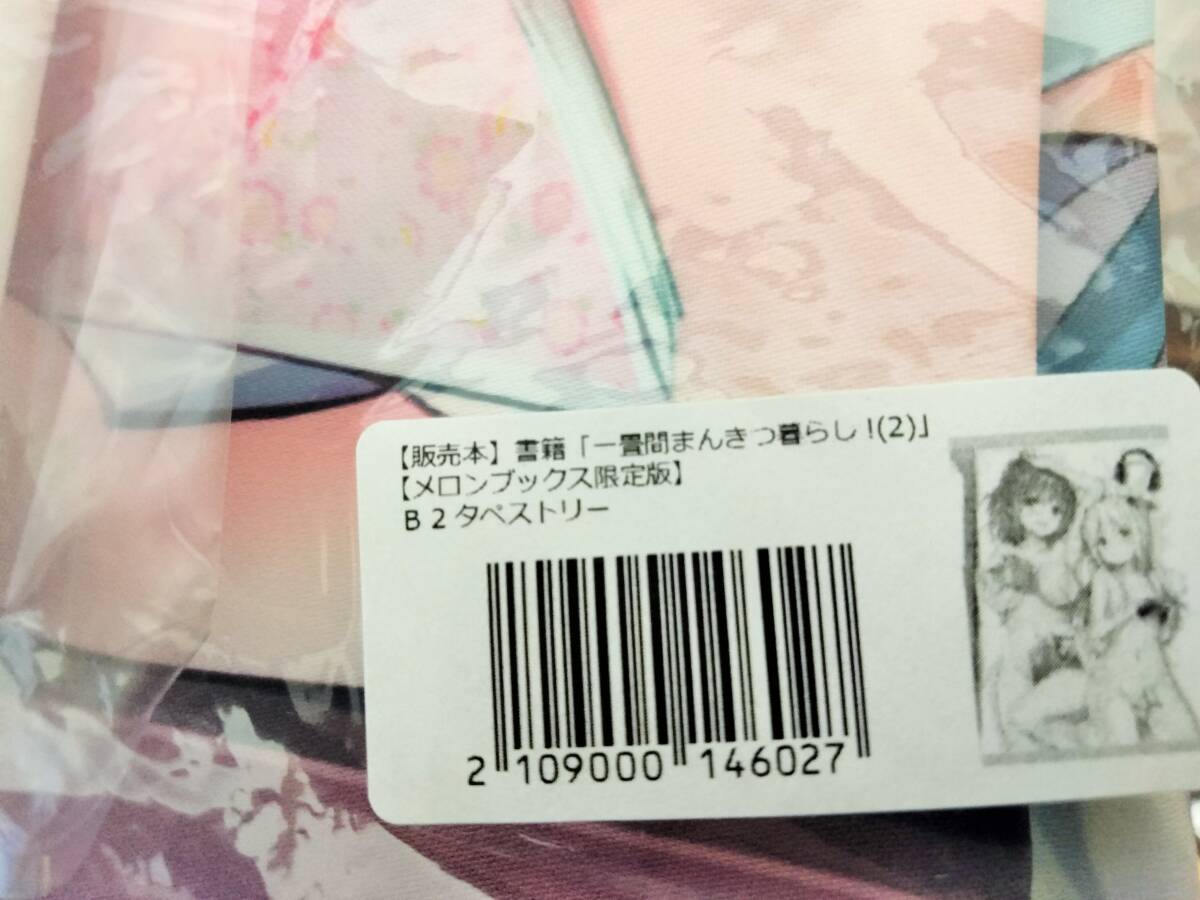 【販売本】書籍「一畳間まんきつ暮らし!(2)」
【メロンブックス限定版】
B2タペストリー
2 109000 146027